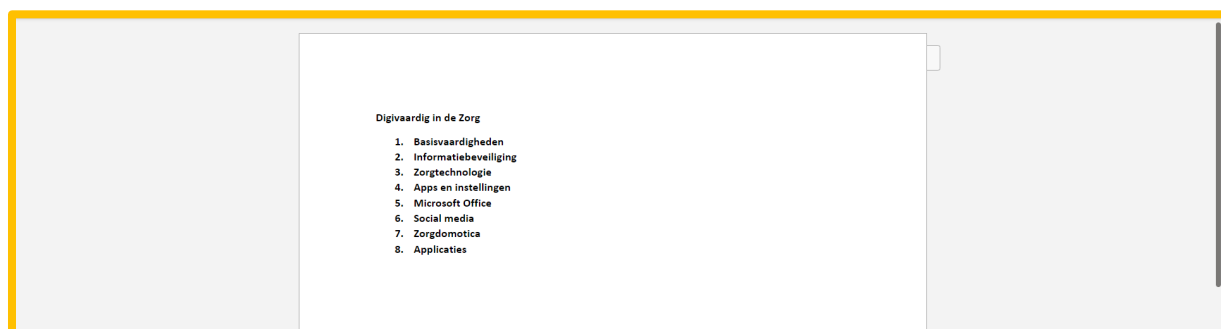 Digivaardig in de Zorg
1. Basisvaardigheden
2. Informatiebeveiliging
3. Zorgtechnologie
4. Apps en instellingen
5. Microsoft Office
6. Social media
7. Zorgdomotica
8. Applicaties